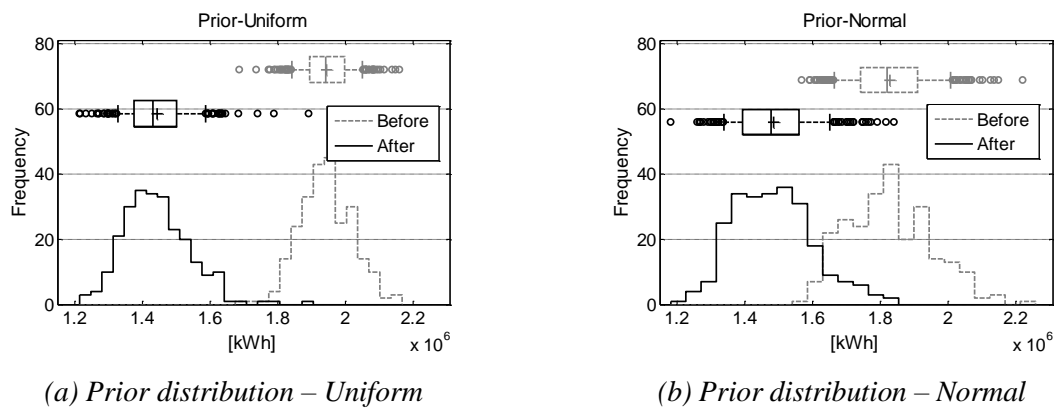 Prior-Uniform
80
60
40
20
0
Frequency
Before
After
1.2 1.4 1.6 1.8 2 2.2
[kWh]
x 10^6
(a) Prior distribution – Uniform
Prior-Normal
80
60
40
20
0
Frequency
Before
After
1.2 1.4 1.6 1.8 2 2.2
[kWh]
x 10^6
(b) Prior distribution – Normal